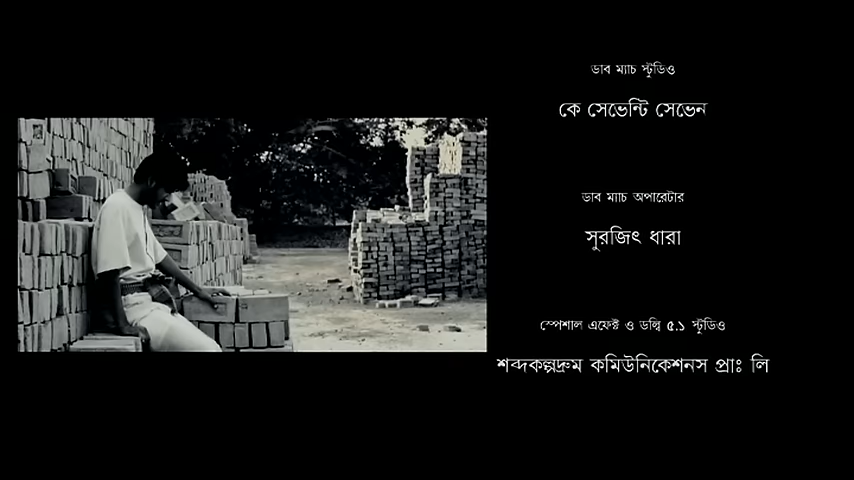 ডাব ম্যাচ স্টুডিও
কে সেভেন্টি সেভেন
ডাব ম্যাচ অপারেটার
সুরজিৎ ধারা
স্পেশাল এফেক্ট ও ডল্বি ৫.১ স্টুডিও
শব্দকল্পদ্রুম কমিউনিকেশনস প্রাঃ লি